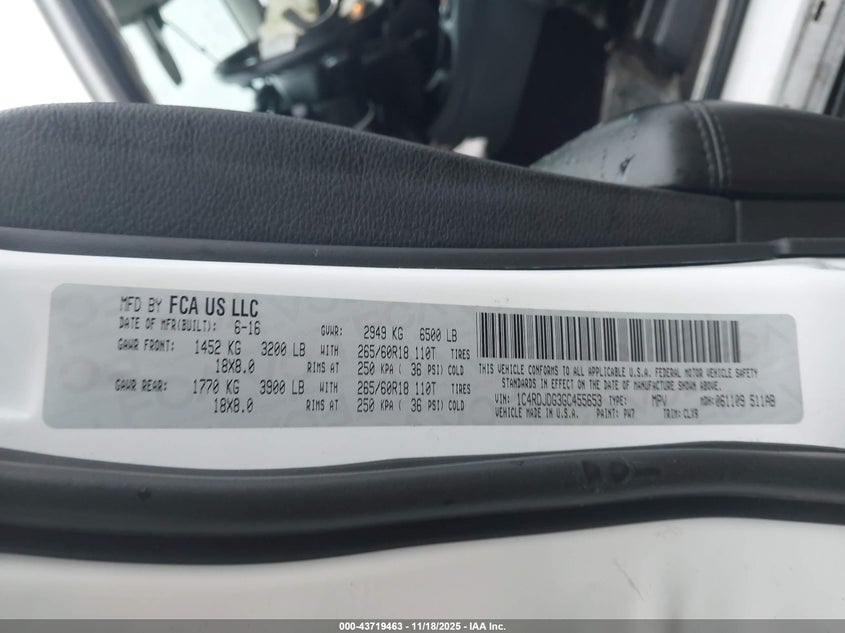 MFD BY FCA US LLC
DATE OF MFR(BUILT): 6-16 GVWR: 2949 KG 6500 LB
GAWR FRONT: 1452 KG 3200 LB WITH 265/60R18 110T TIRES
18X8.0 RIMS AT 250 KPA ( 36 PSI) COLD
GAWR REAR: 1770 KG 3900 LB WITH 265/60R18 110T TIRES
18X8.0 RIMS AT 250 KPA ( 36 PSI) COLD
THIS VEHICLE CONFORMS TO ALL APPLICABLE U.S.A. FEDERAL MOTOR VEHICLE SAFETY
STANDARDS IN EFFECT ON THE DATE OF MANUFACTURE SHOWN ABOVE.
VIN: 1C4RDJDG3GC455653 TYPE: MPV MDH: 061109 511AB
VEHICLE MADE IN U.S.A. PAINT: PW7 TRIM: CLX9
000-43719463 — 11/18/2025 — IAA Inc.